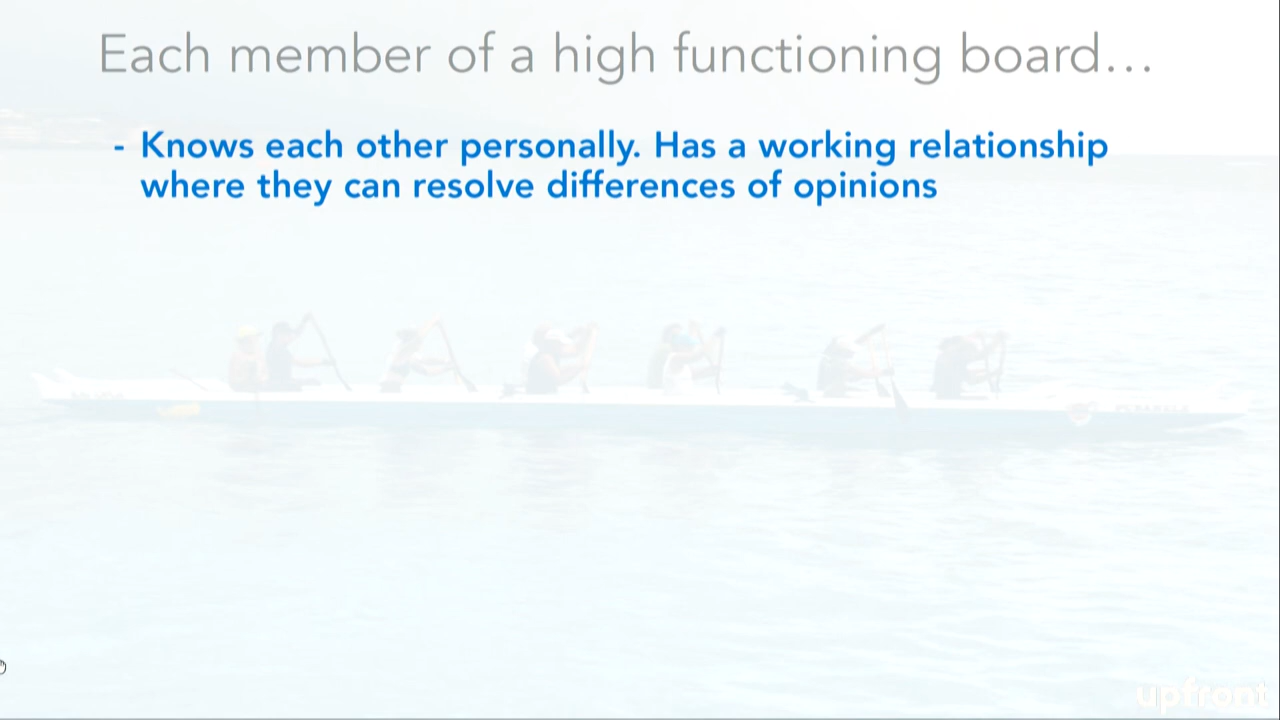 Each member of a high functioning board...
- Knows each other personally. Has a working relationship
where they can resolve differences of opinions
upfront